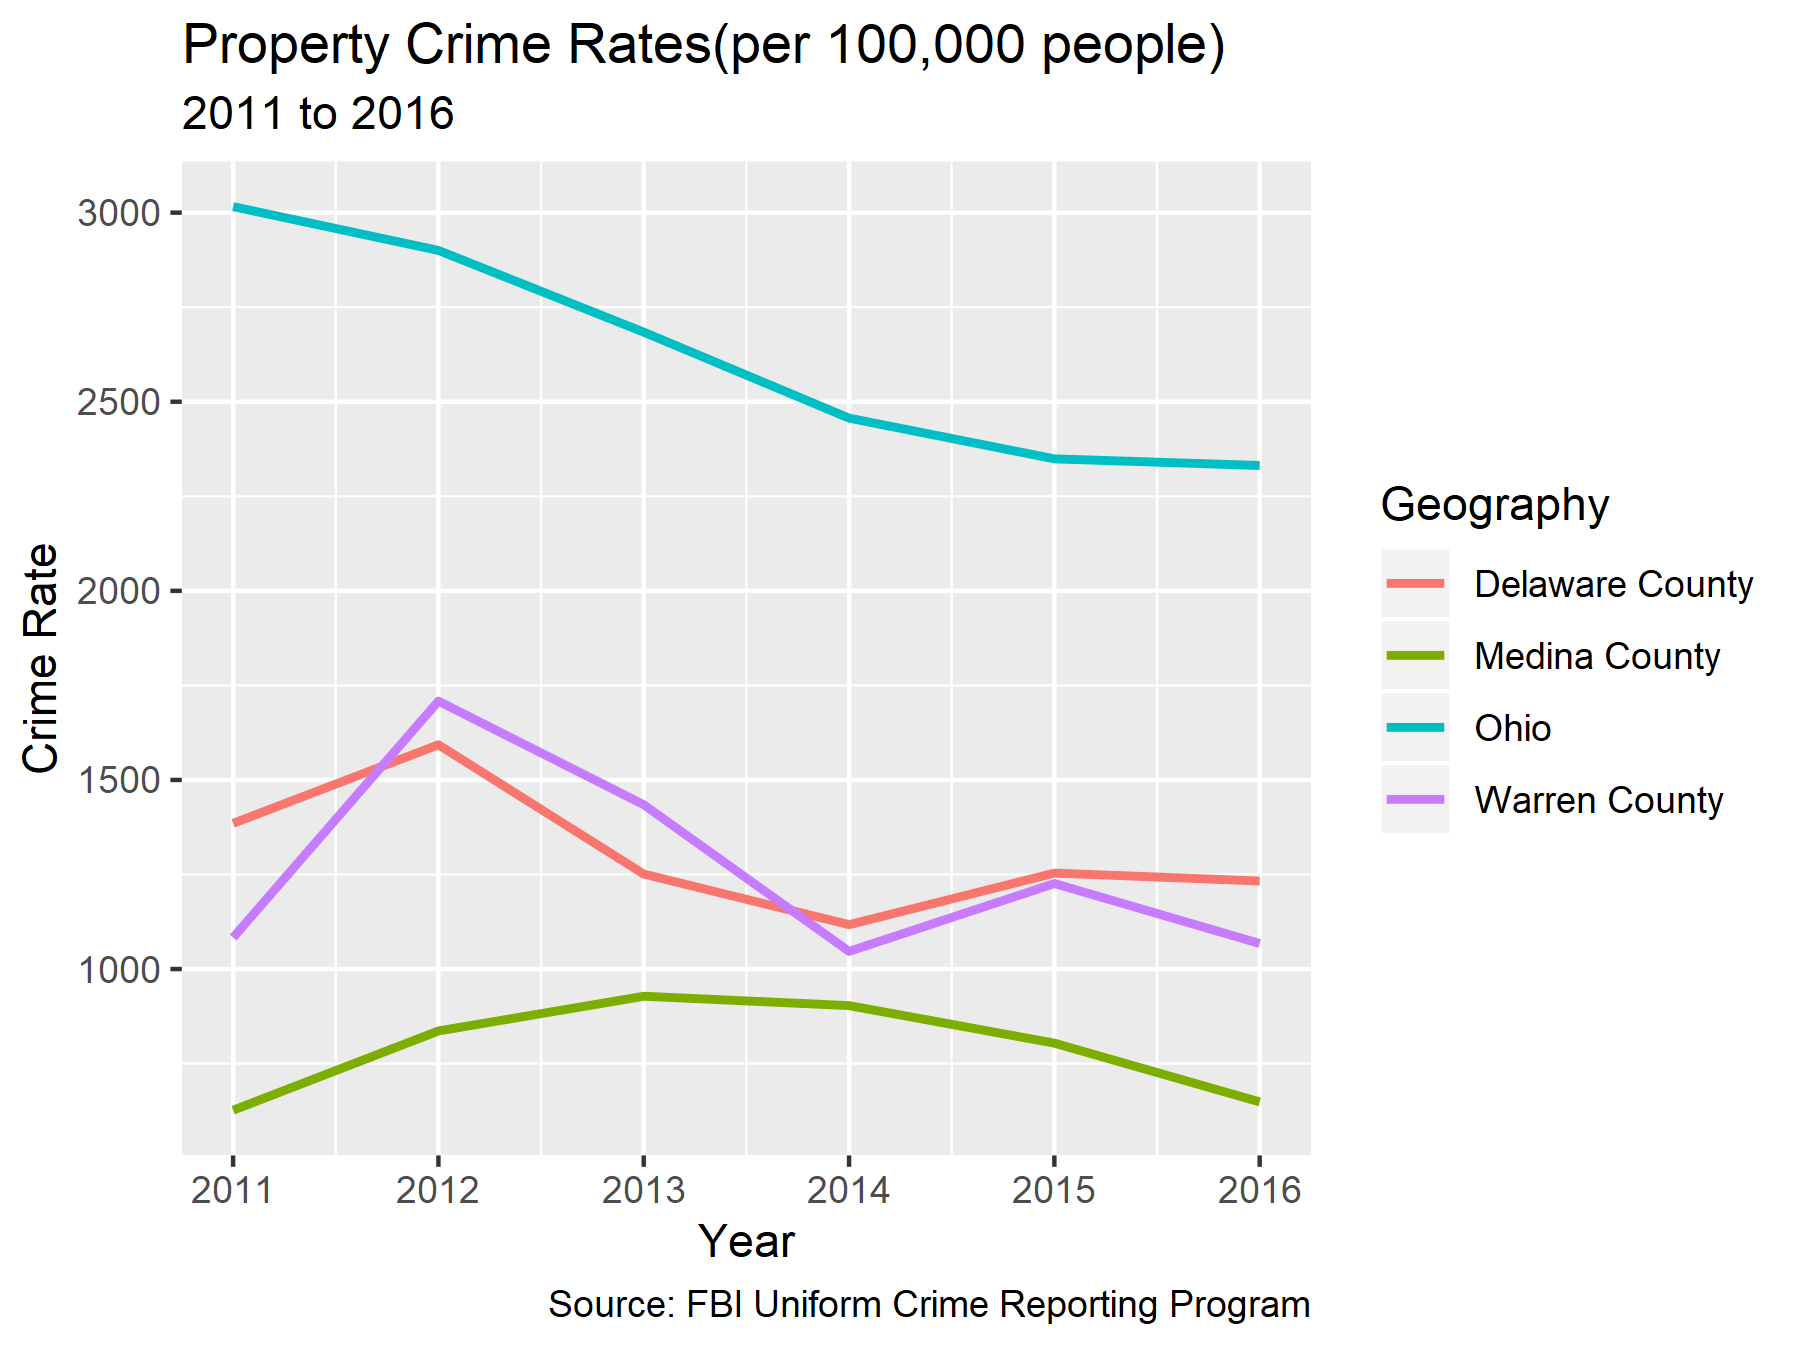 Property Crime Rates(per 100,000 people)
2011 to 2016
Crime Rate
3000
2500
2000
1500
1000
2011 2012 2013 2014 2015 2016
Year
Geography
Delaware County
Medina County
Ohio
Warren County
Source: FBI Uniform Crime Reporting Program